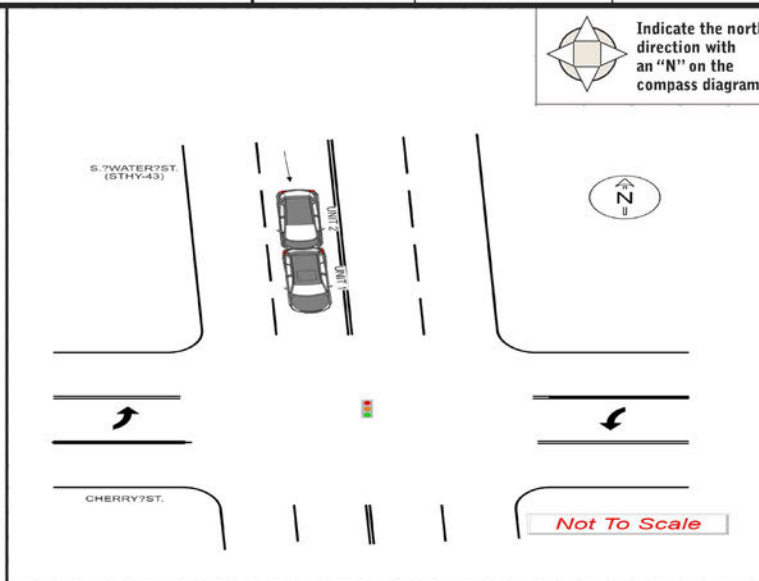 Indicate the north
direction with
an “N” on the
compass diagram
S.?WATER?ST.
(STHY-43)
N
UNIT 2
UNIT 1
CHERRY?ST.
Not To Scale